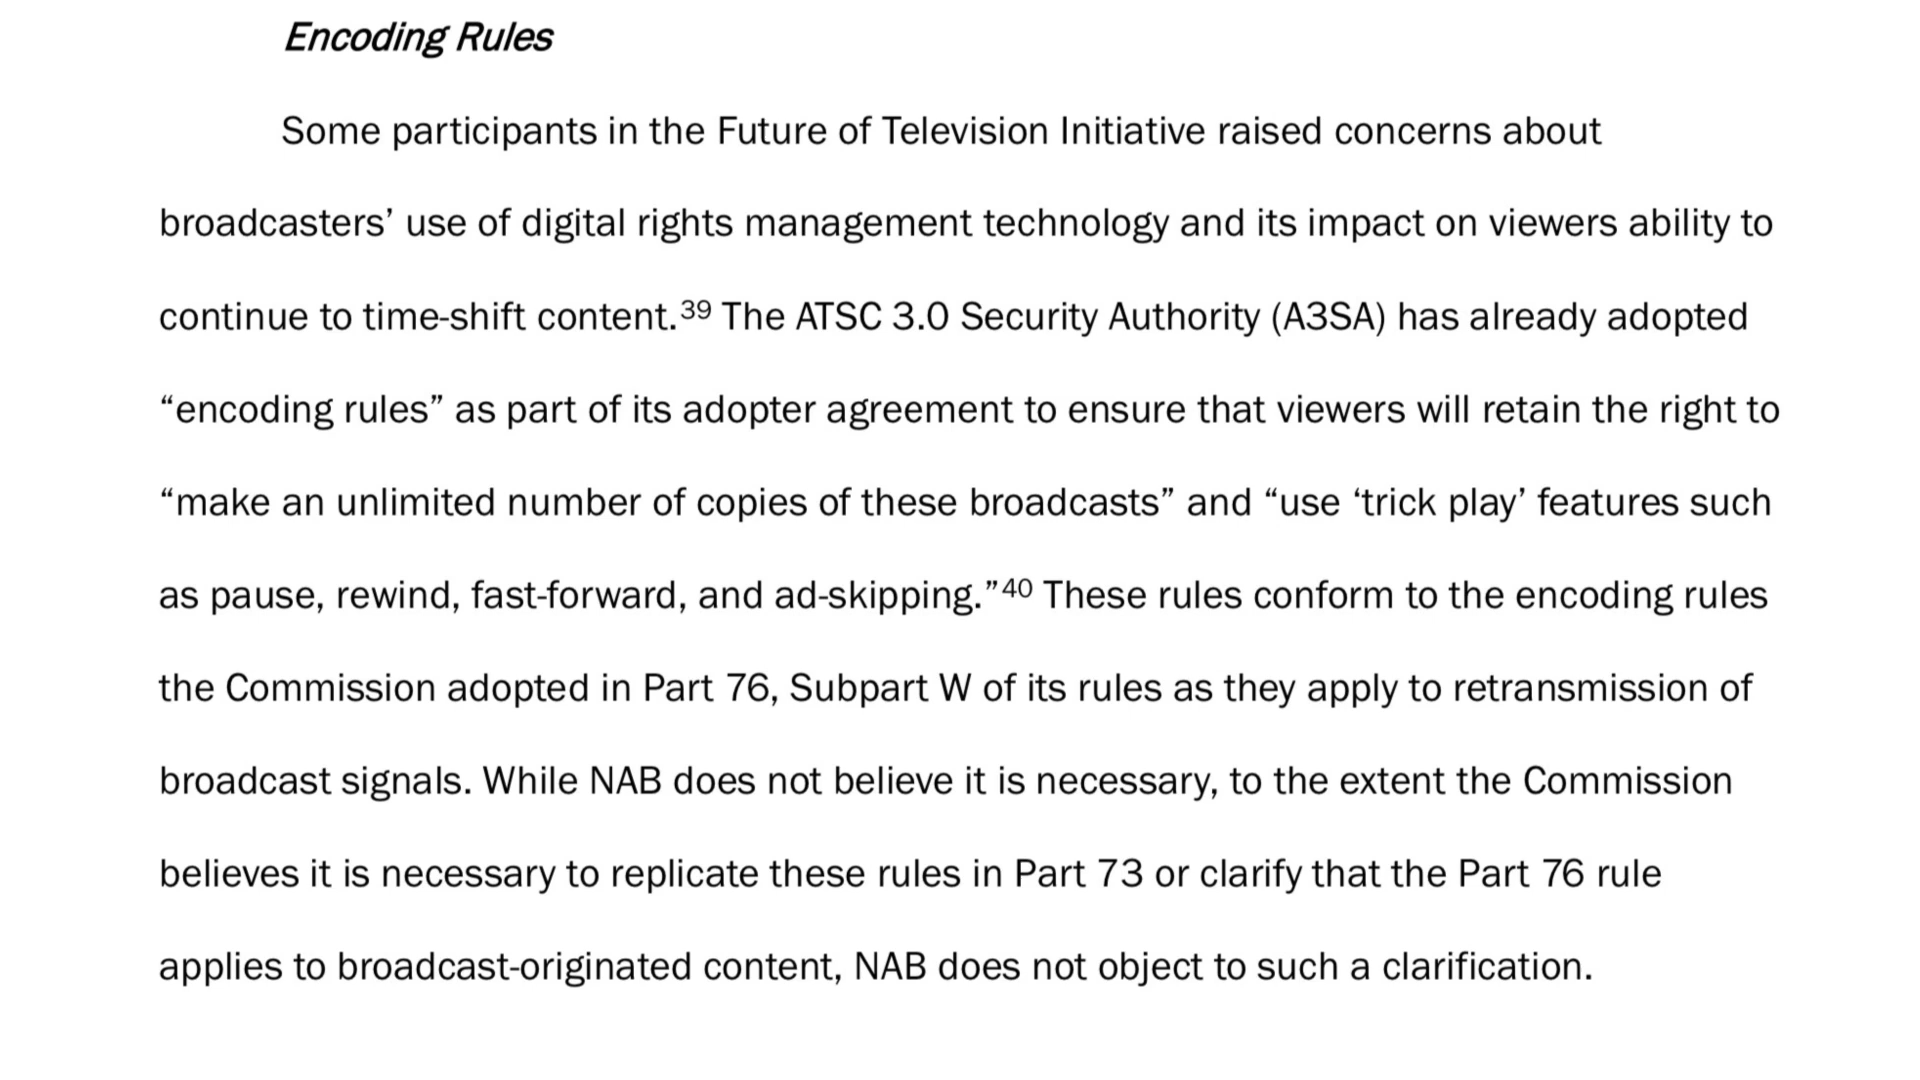 Encoding Rules
Some participants in the Future of Television Initiative raised concerns about
broadcasters’ use of digital rights management technology and its impact on viewers ability to
continue to time-shift content.39 The ATSC 3.0 Security Authority (A3SA) has already adopted
“encoding rules” as part of its adopter agreement to ensure that viewers will retain the right to
“make an unlimited number of copies of these broadcasts” and “use ‘trick play’ features such
as pause, rewind, fast-forward, and ad-skipping.”40 These rules conform to the encoding rules
the Commission adopted in Part 76, Subpart W of its rules as they apply to retransmission of
broadcast signals. While NAB does not believe it is necessary, to the extent the Commission
believes it is necessary to replicate these rules in Part 73 or clarify that the Part 76 rule
applies to broadcast-originated content, NAB does not object to such a clarification.